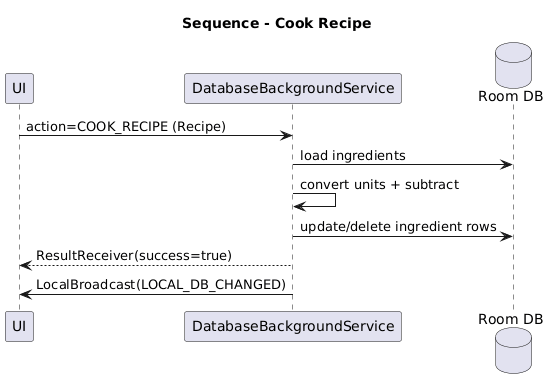 Sequence - Cook Recipe
UI
DatabaseBackgroundService
Room DB
action=COOK_RECIPE (Recipe)
load ingredients
convert units + subtract
update/delete ingredient rows
ResultReceiver(success=true)
LocalBroadcast(LOCAL_DB_CHANGED)
UI
DatabaseBackgroundService
Room DB